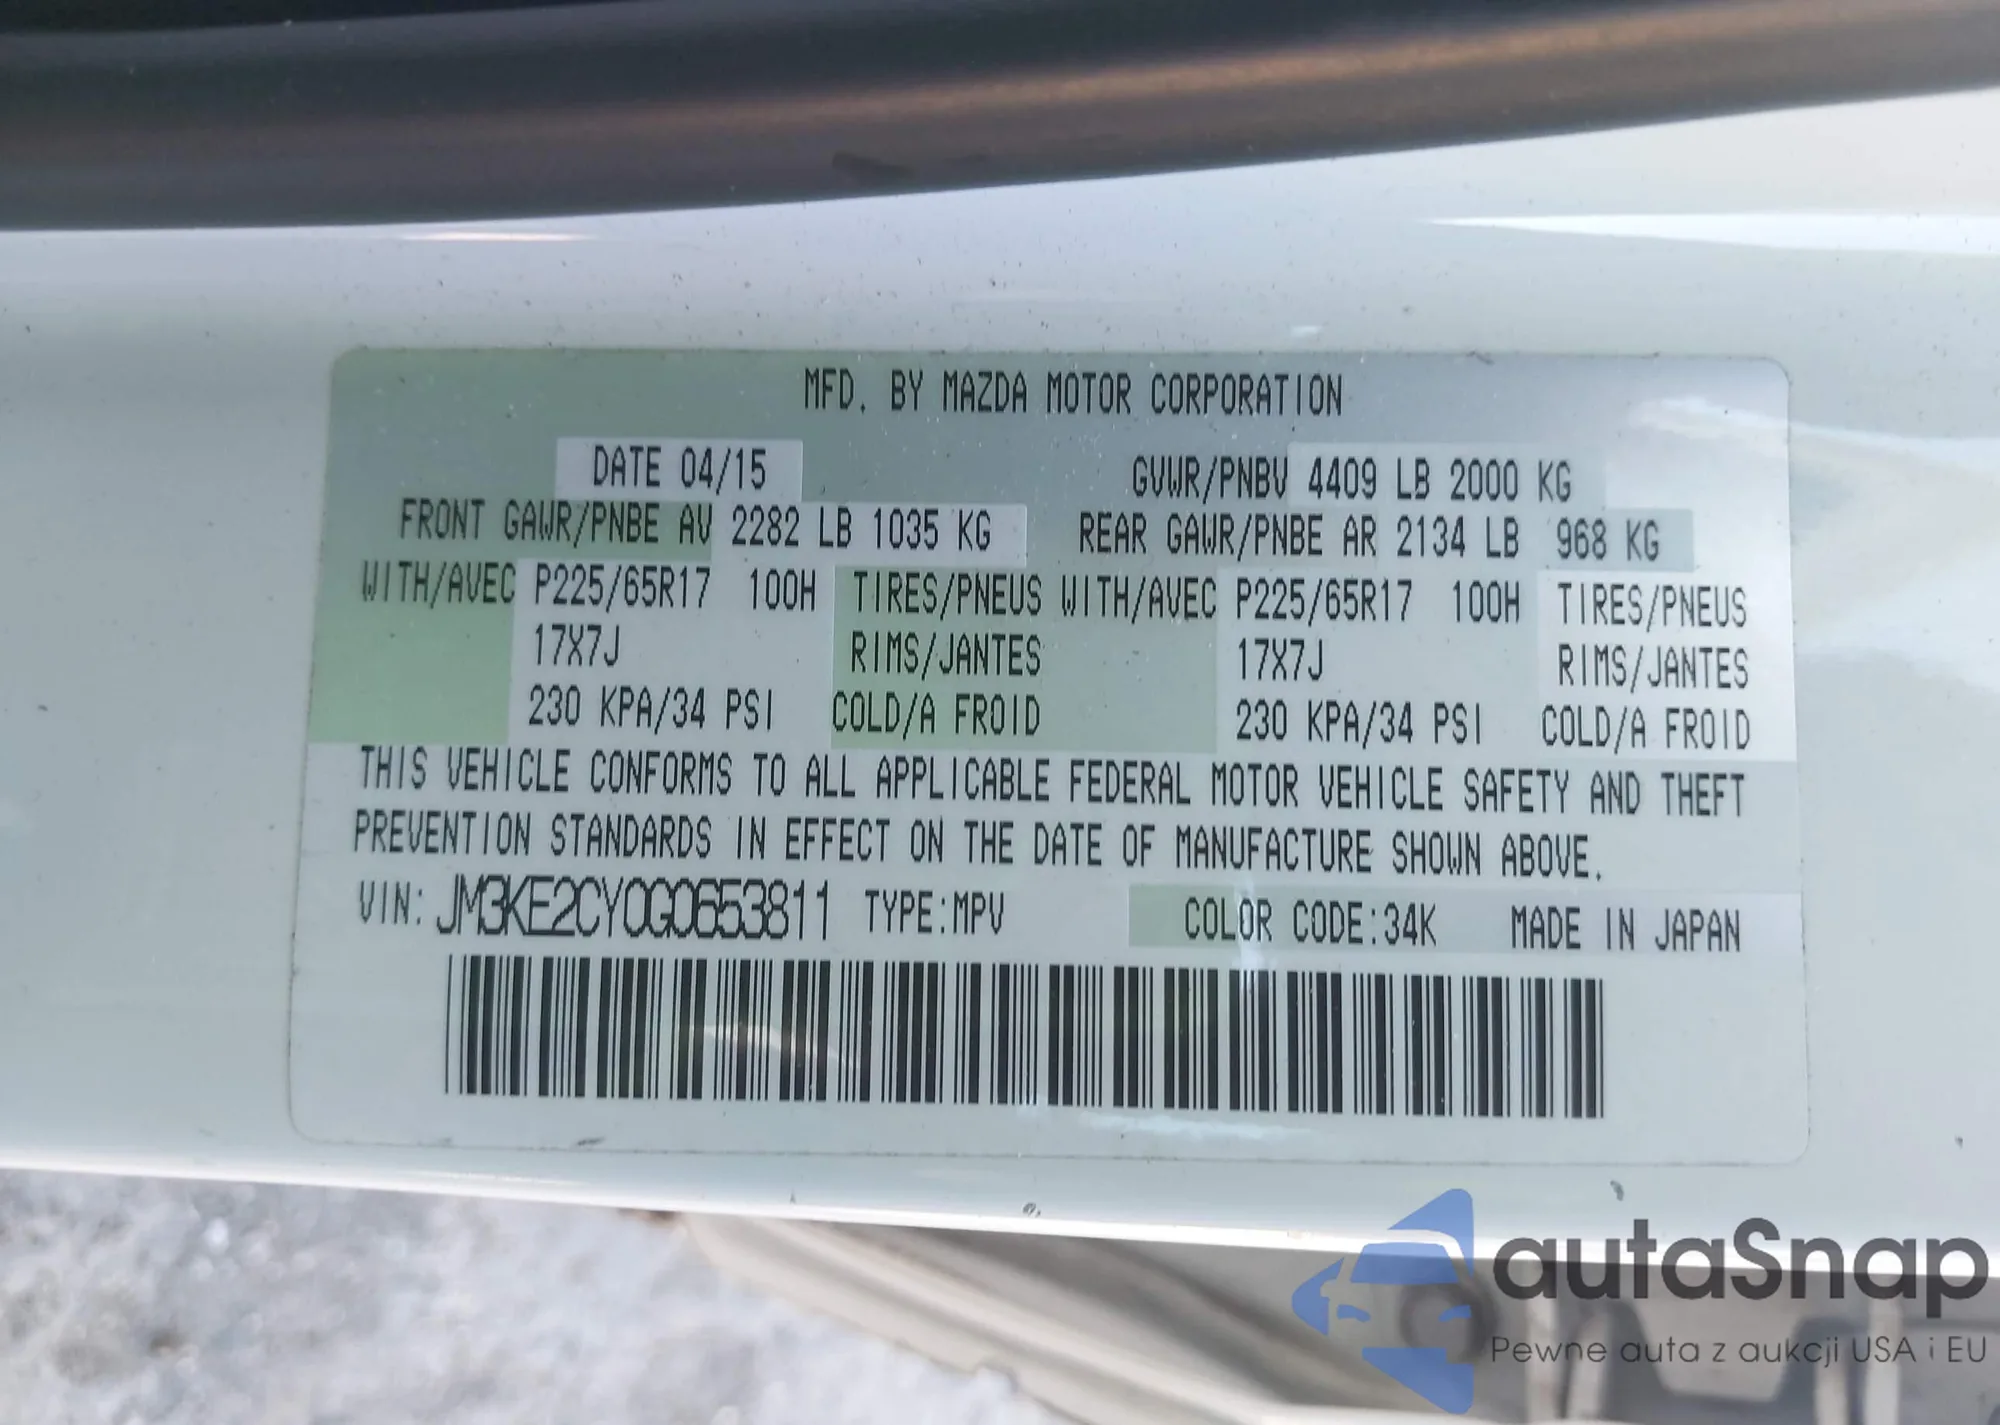 MFD. BY MAZDA MOTOR CORPORATION
DATE 04/15 GVWR/PNBV 4409 LB 2000 KG
FRONT GAWR/PNBE AV 2282 LB 1035 KG REAR GAWR/PNBE AR 2134 LB 968 KG
WITH/AVEC P225/65R17 100H TIRES/PNEUS WITH/AVEC P225/65R17 100H TIRES/PNEUS
17X7J RIMS/JANTES 17X7J RIMS/JANTES
230 KPA/34 PSI COLD/A FROID 230 KPA/34 PSI COLD/A FROID
THIS VEHICLE CONFORMS TO ALL APPLICABLE FEDERAL MOTOR VEHICLE SAFETY AND THEFT
PREVENTION STANDARDS IN EFFECT ON THE DATE OF MANUFACTURE SHOWN ABOVE.
VIN: JM3KE2CY0G0653811 TYPE:MPV COLOR CODE:34K MADE IN JAPAN
autaSnap
Pewne auta z aukcji USA i EU